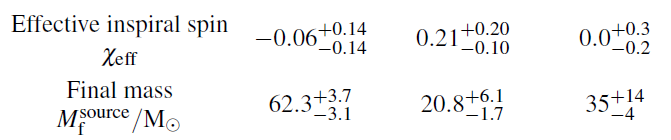 Effective inspiral spin χeff −0.06+0.14−0.14 0.21+0.20−0.10 0.0+0.3−0.2
Final mass Mfsource/M⊙ 62.3+3.7−3.1 20.8+6.1−1.7 35+14−4